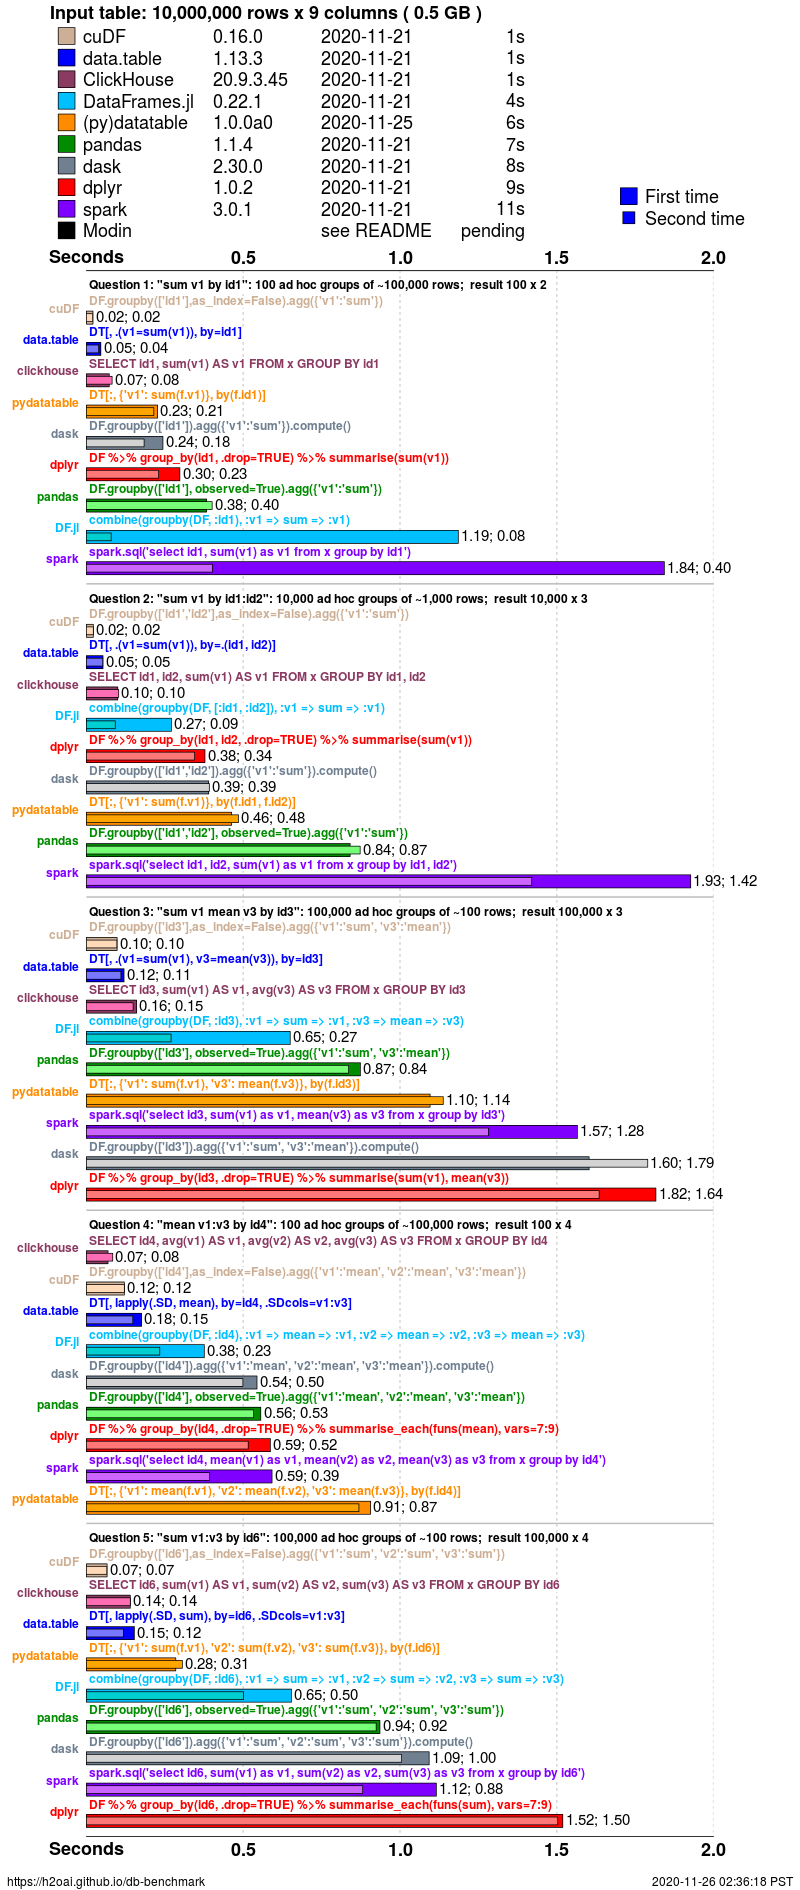 Input table: 10,000,000 rows x 9 columns ( 0.5 GB )
cuDF 0.16.0 2020-11-21 1s
data.table 1.13.3 2020-11-21 1s
ClickHouse 20.9.3.45 2020-11-21 1s
DataFrames.jl 0.22.1 2020-11-21 4s
(py)datatable 1.0.0a0 2020-11-25 6s
pandas 1.1.4 2020-11-21 7s
dask 2.30.0 2020-11-21 8s
dplyr 1.0.2 2020-11-21 9s
spark 3.0.1 2020-11-21 11s
Modin see README pending
First time
Second time
Seconds 0.5 1.0 1.5 2.0
Question 1: "sum v1 by id1": 100 ad hoc groups of ~100,000 rows;  result 100 x 2
DF.groupby(['id1'],as_index=False).agg({'v1':'sum'})
cuDF 0.02; 0.02
DT[, .(v1=sum(v1)), by=id1]
data.table 0.05; 0.04
SELECT id1, sum(v1) AS v1 FROM x GROUP BY id1
clickhouse 0.07; 0.08
DT[:, {'v1': sum(f.v1)}, by(f.id1)]
pydatatable 0.23; 0.21
DF.groupby(['id1']).agg({'v1':'sum'}).compute()
dask 0.24; 0.18
DF %>% group_by(id1, .drop=TRUE) %>% summarise(sum(v1))
dplyr 0.30; 0.23
DF.groupby(['id1'], observed=True).agg({'v1':'sum'})
pandas 0.38; 0.40
combine(groupby(DF, :id1), :v1 => sum => :v1)
DF.jl 1.19; 0.08
spark.sql('select id1, sum(v1) as v1 from x group by id1')
spark 1.84; 0.40
Question 2: "sum v1 by id1:id2": 10,000 ad hoc groups of ~1,000 rows;  result 10,000 x 3
DF.groupby(['id1','id2'],as_index=False).agg({'v1':'sum'})
cuDF 0.02; 0.02
DT[, .(v1=sum(v1)), by=.(id1, id2)]
data.table 0.05; 0.05
SELECT id1, id2, sum(v1) AS v1 FROM x GROUP BY id1, id2
clickhouse 0.10; 0.10
combine(groupby(DF, [:id1, :id2]), :v1 => sum => :v1)
DF.jl 0.27; 0.09
DF %>% group_by(id1, id2, .drop=TRUE) %>% summarise(sum(v1))
dplyr 0.38; 0.34
DF.groupby(['id1','id2']).agg({'v1':'sum'}).compute()
dask 0.39; 0.39
DT[:, {'v1': sum(f.v1)}, by(f.id1, f.id2)]
pydatatable 0.46; 0.48
DF.groupby(['id1','id2'], observed=True).agg({'v1':'sum'})
pandas 0.84; 0.87
spark.sql('select id1, id2, sum(v1) as v1 from x group by id1, id2')
spark 1.93; 1.42
Question 3: "sum v1 mean v3 by id3": 100,000 ad hoc groups of ~100 rows;  result 100,000 x 3
DF.groupby(['id3'],as_index=False).agg({'v1':'sum', 'v3':'mean'})
cuDF 0.10; 0.10
DT[, .(v1=sum(v1), v3=mean(v3)), by=id3]
data.table 0.12; 0.11
SELECT id3, sum(v1) AS v1, avg(v3) AS v3 FROM x GROUP BY id3
clickhouse 0.16; 0.15
combine(groupby(DF, :id3), :v1 => sum => :v1, :v3 => mean => :v3)
DF.jl 0.65; 0.27
DF.groupby(['id3'], observed=True).agg({'v1':'sum', 'v3':'mean'})
pandas 0.87; 0.84
DT[:, {'v1': sum(f.v1), 'v3': mean(f.v3)}, by(f.id3)]
pydatatable 1.10; 1.14
spark.sql('select id3, sum(v1) as v1, mean(v3) as v3 from x group by id3')
spark 1.57; 1.28
DF.groupby(['id3']).agg({'v1':'sum', 'v3':'mean'}).compute()
dask 1.60; 1.79
DF %>% group_by(id3, .drop=TRUE) %>% summarise(sum(v1), mean(v3))
dplyr 1.82; 1.64
Question 4: "mean v1:v3 by id4": 100 ad hoc groups of ~100,000 rows;  result 100 x 4
SELECT id4, avg(v1) AS v1, avg(v2) AS v2, avg(v3) AS v3 FROM x GROUP BY id4
clickhouse 0.07; 0.08
DF.groupby(['id4'],as_index=False).agg({'v1':'mean', 'v2':'mean', 'v3':'mean'})
cuDF 0.12; 0.12
DT[, lapply(.SD, mean), by=id4, .SDcols=v1:v3]
data.table 0.18; 0.15
combine(groupby(DF, :id4), :v1 => mean => :v1, :v2 => mean => :v2, :v3 => mean => :v3)
DF.jl 0.38; 0.23
DF.groupby(['id4']).agg({'v1':'mean', 'v2':'mean', 'v3':'mean'}).compute()
dask 0.54; 0.50
DF.groupby(['id4'], observed=True).agg({'v1':'mean', 'v2':'mean', 'v3':'mean'})
pandas 0.56; 0.53
DF %>% group_by(id4, .drop=TRUE) %>% summarise_each(funs(mean), vars=7:9)
dplyr 0.59; 0.52
spark.sql('select id4, mean(v1) as v1, mean(v2) as v2, mean(v3) as v3 from x group by id4')
spark 0.59; 0.39
DT[:, {'v1': mean(f.v1), 'v2': mean(f.v2), 'v3': mean(f.v3)}, by(f.id4)]
pydatatable 0.91; 0.87
Question 5: "sum v1:v3 by id6": 100,000 ad hoc groups of ~100 rows;  result 100,000 x 4
DF.groupby(['id6'],as_index=False).agg({'v1':'sum', 'v2':'sum', 'v3':'sum'})
cuDF 0.07; 0.07
SELECT id6, sum(v1) AS v1, sum(v2) AS v2, sum(v3) AS v3 FROM x GROUP BY id6
clickhouse 0.14; 0.14
DT[, lapply(.SD, sum), by=id6, .SDcols=v1:v3]
data.table 0.15; 0.12
DT[:, {'v1': sum(f.v1), 'v2': sum(f.v2), 'v3': sum(f.v3)}, by(f.id6)]
pydatatable 0.28; 0.31
combine(groupby(DF, :id6), :v1 => sum => :v1, :v2 => sum => :v2, :v3 => sum => :v3)
DF.jl 0.65; 0.50
DF.groupby(['id6'], observed=True).agg({'v1':'sum', 'v2':'sum', 'v3':'sum'})
pandas 0.94; 0.92
DF.groupby(['id6']).agg({'v1':'sum', 'v2':'sum', 'v3':'sum'}).compute()
dask 1.09; 1.00
spark.sql('select id6, sum(v1) as v1, sum(v2) as v2, sum(v3) as v3 from x group by id6')
spark 1.12; 0.88
DF %>% group_by(id6, .drop=TRUE) %>% summarise_each(funs(sum), vars=7:9)
dplyr 1.52; 1.50
Seconds 0.5 1.0 1.5 2.0
https://h2oai.github.io/db-benchmark 2020-11-26 02:36:18 PST